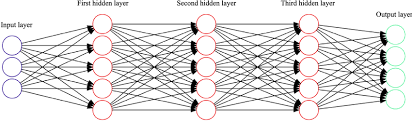 First hidden layer
Second hidden layer
Third hidden layer
Output layer
Input layer